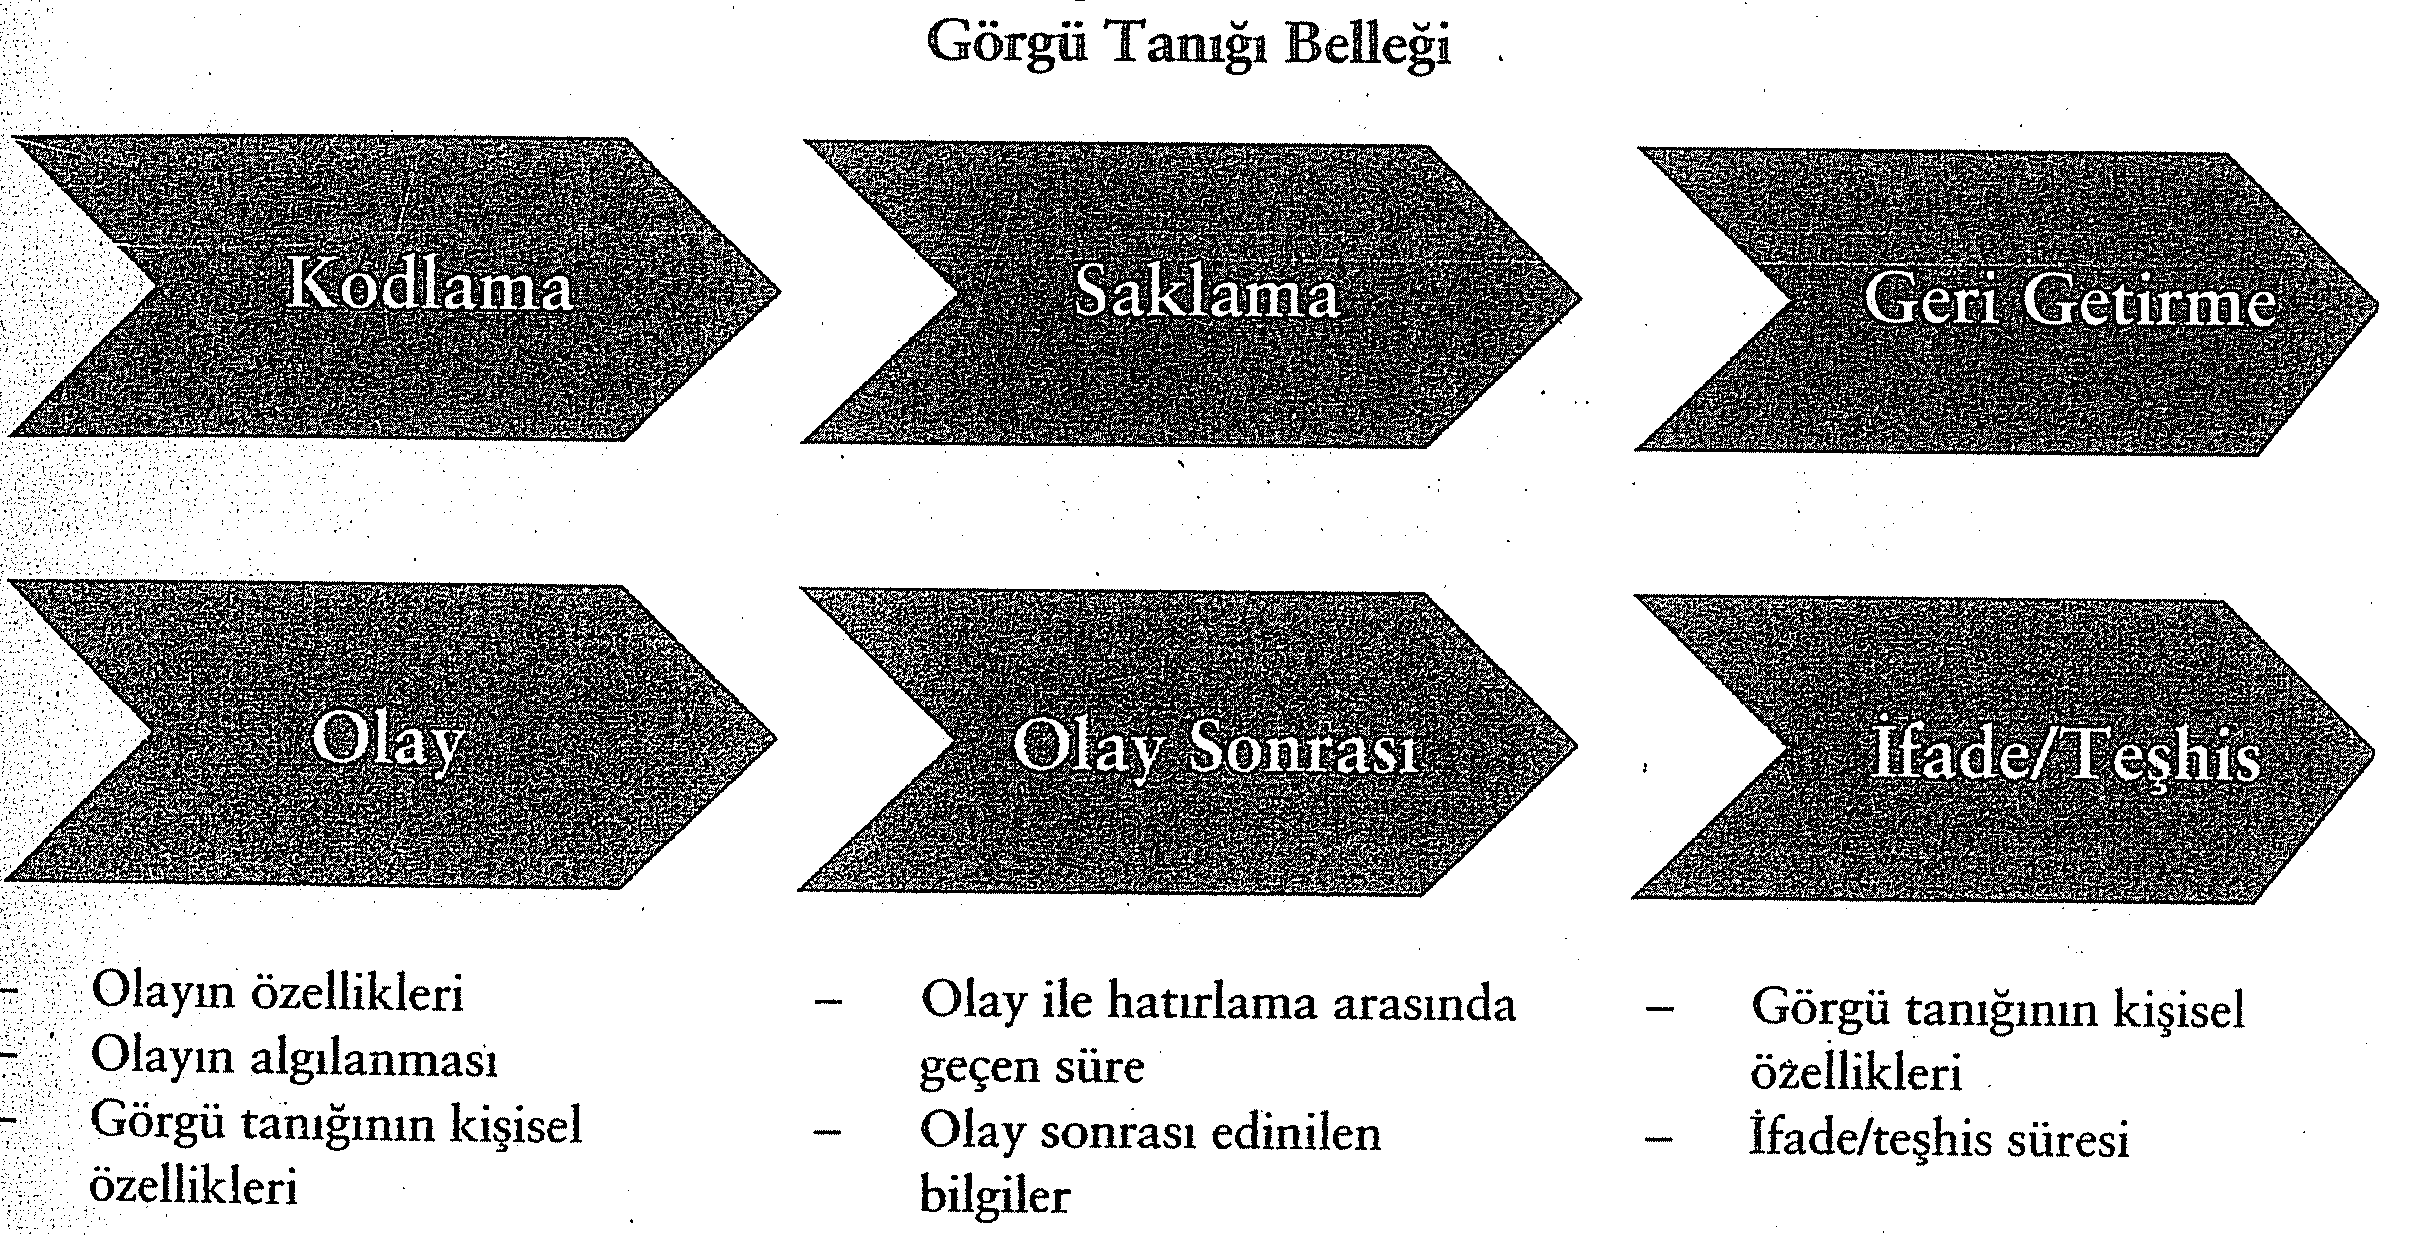 Görgü Tanığı Belleği
Kodlama
Saklama
Geri Getirme
Olay
Olay Sonrası
İfade/Teşhis
– Olayın özellikleri
– Olayın algılanması
– Görgü tanığının kişisel
özellikleri
– Olay ile hatırlama arasında
geçen süre
– Olay sonrası edinilen
bilgiler
– Görgü tanığının kişisel
özellikleri
– İfade/teşhis süresi